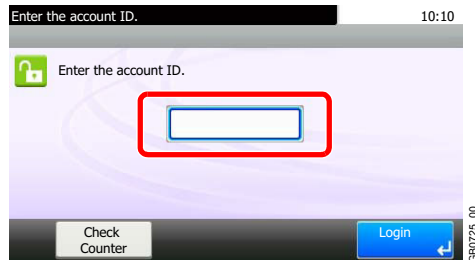 Enter the account ID. 10:10
Enter the account ID.
Check
Counter
Login
GB0725_00